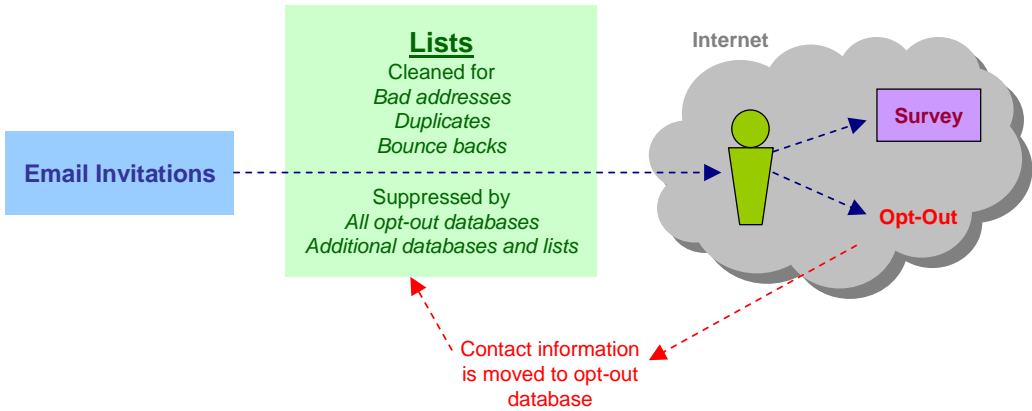 Lists
Cleaned for
Bad addresses
Duplicates
Bounce backs
Suppressed by
All opt-out databases
Additional databases and lists
Email Invitations
Internet
Survey
Opt-Out
Contact information
is moved to opt-out
database